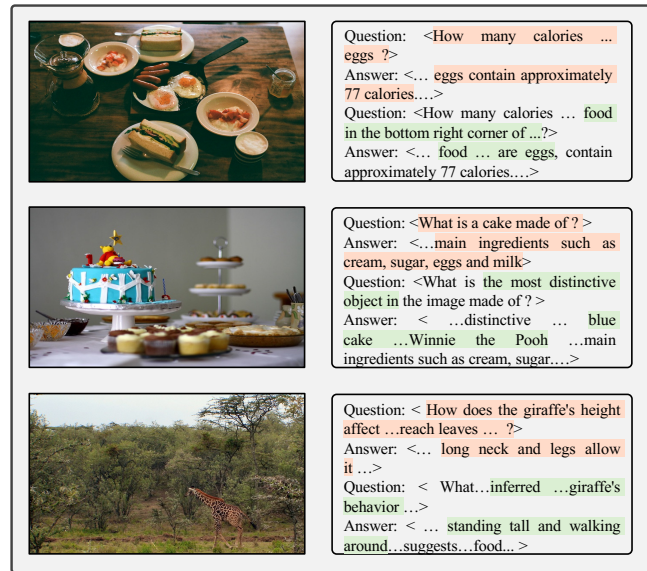 Question: <How many calories ...
eggs ?>
Answer: <… eggs contain approximately
77 calories.…>
Question: <How many calories … food
in the bottom right corner of ...?>
Answer: <… food … are eggs, contain
approximately 77 calories.…>
Question: <What is a cake made of ? >
Answer: <…main ingredients such as
cream, sugar, eggs and milk>
Question: <What is the most distinctive
object in the image made of ? >
Answer: < …distinctive … blue
cake …Winnie the Pooh …main
ingredients such as cream, sugar.…>
Question: < How does the giraffe's height
affect …reach leaves … ?>
Answer: <… long neck and legs allow
it …>
Question: < What…inferred …giraffe's
behavior …>
Answer: < … standing tall and walking
around…suggests…food... >